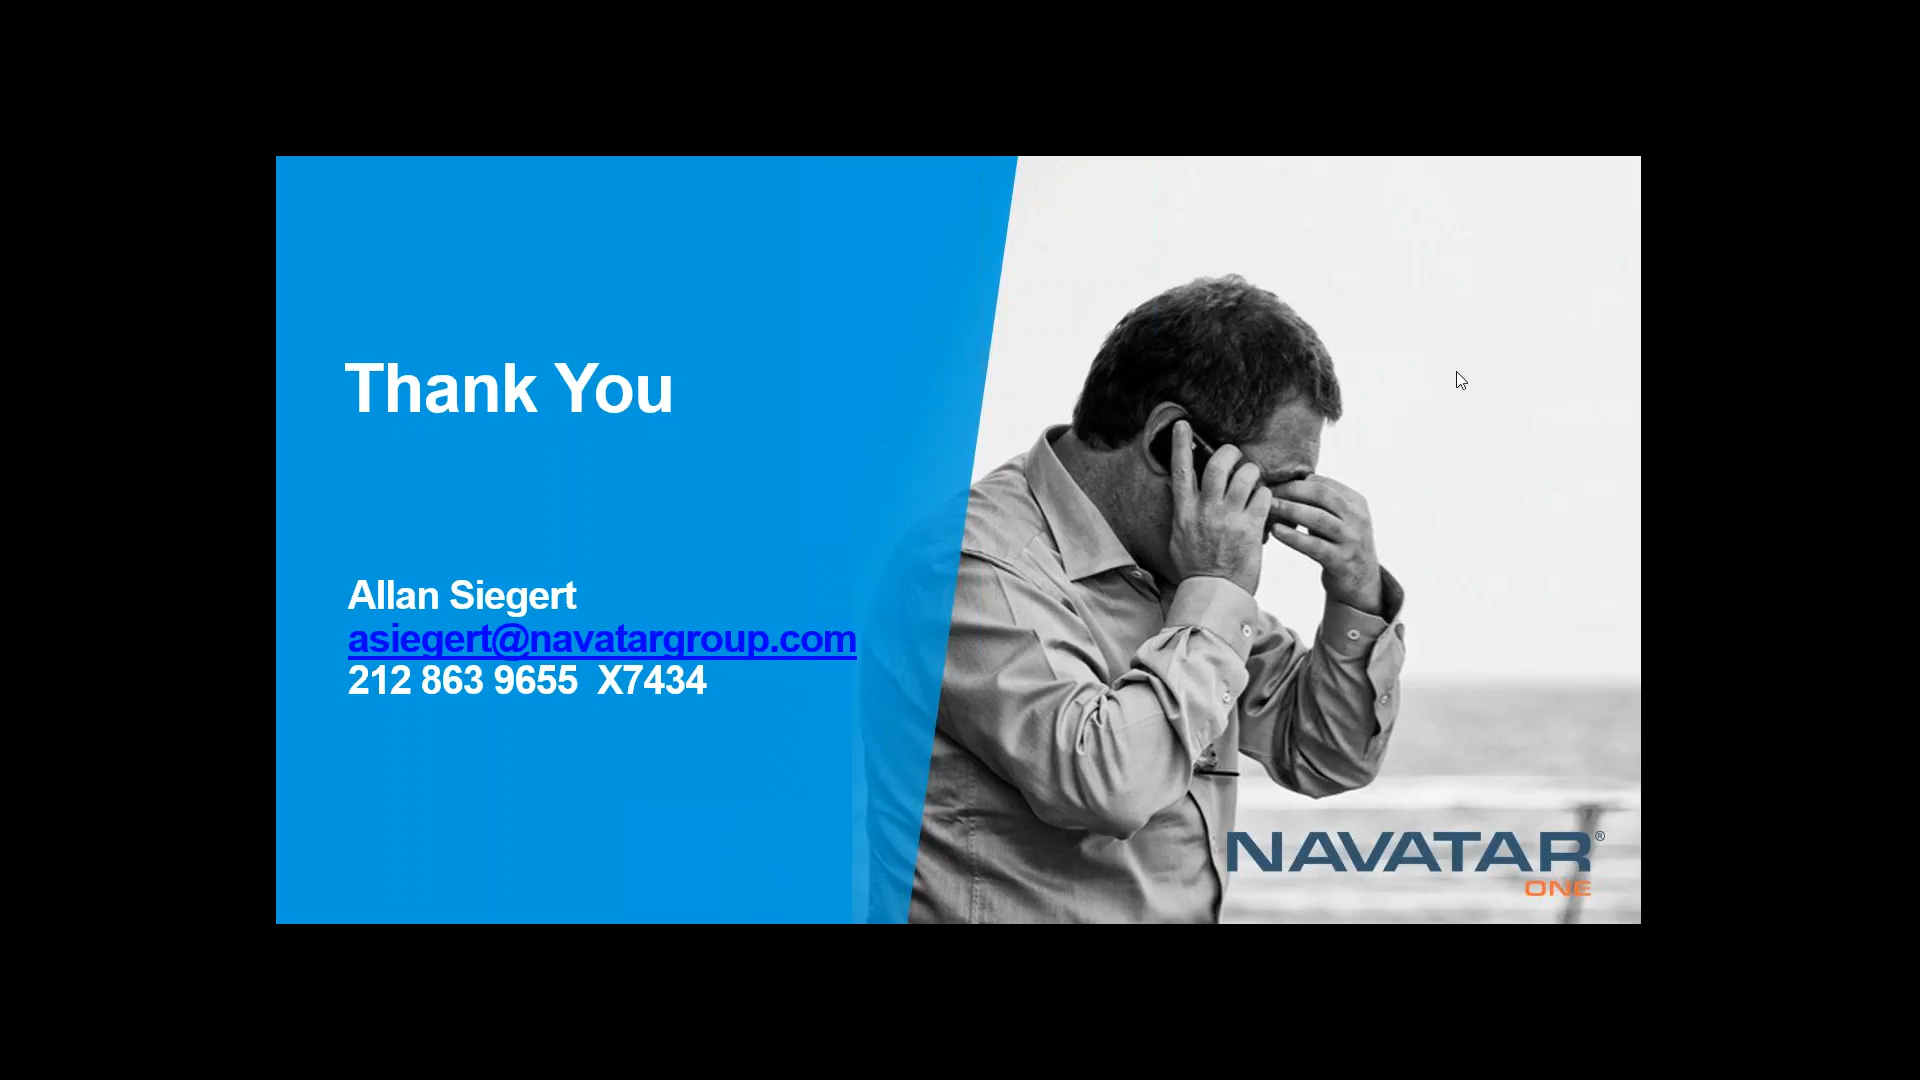 Thank You
Allan Siegert
asiegert@navatargroup.com
212 863 9655  X7434
NAVATAR®
ONE